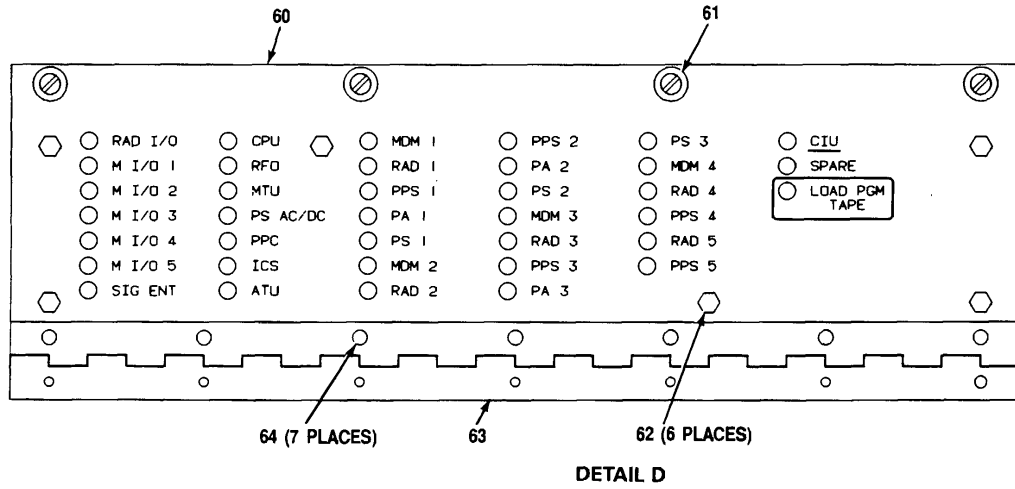 60
61
RAD I/O
M I/O 1
M I/O 2
M I/O 3
M I/O 4
M I/O 5
SIG ENT
CPU
RFO
MTU
PS AC/DC
PPC
ICS
ATU
MDM 1
RAD 1
PPS 1
PA 1
PS 1
MDM 2
RAD 2
PPS 2
PA 2
PS 2
MDM 3
RAD 3
PPS 3
PA 3
PS 3
MDM 4
RAD 4
PPS 4
RAD 5
PPS 5
CIU
SPARE
LOAD PGM
TAPE
64 (7 PLACES)
63
62 (6 PLACES)
DETAIL D